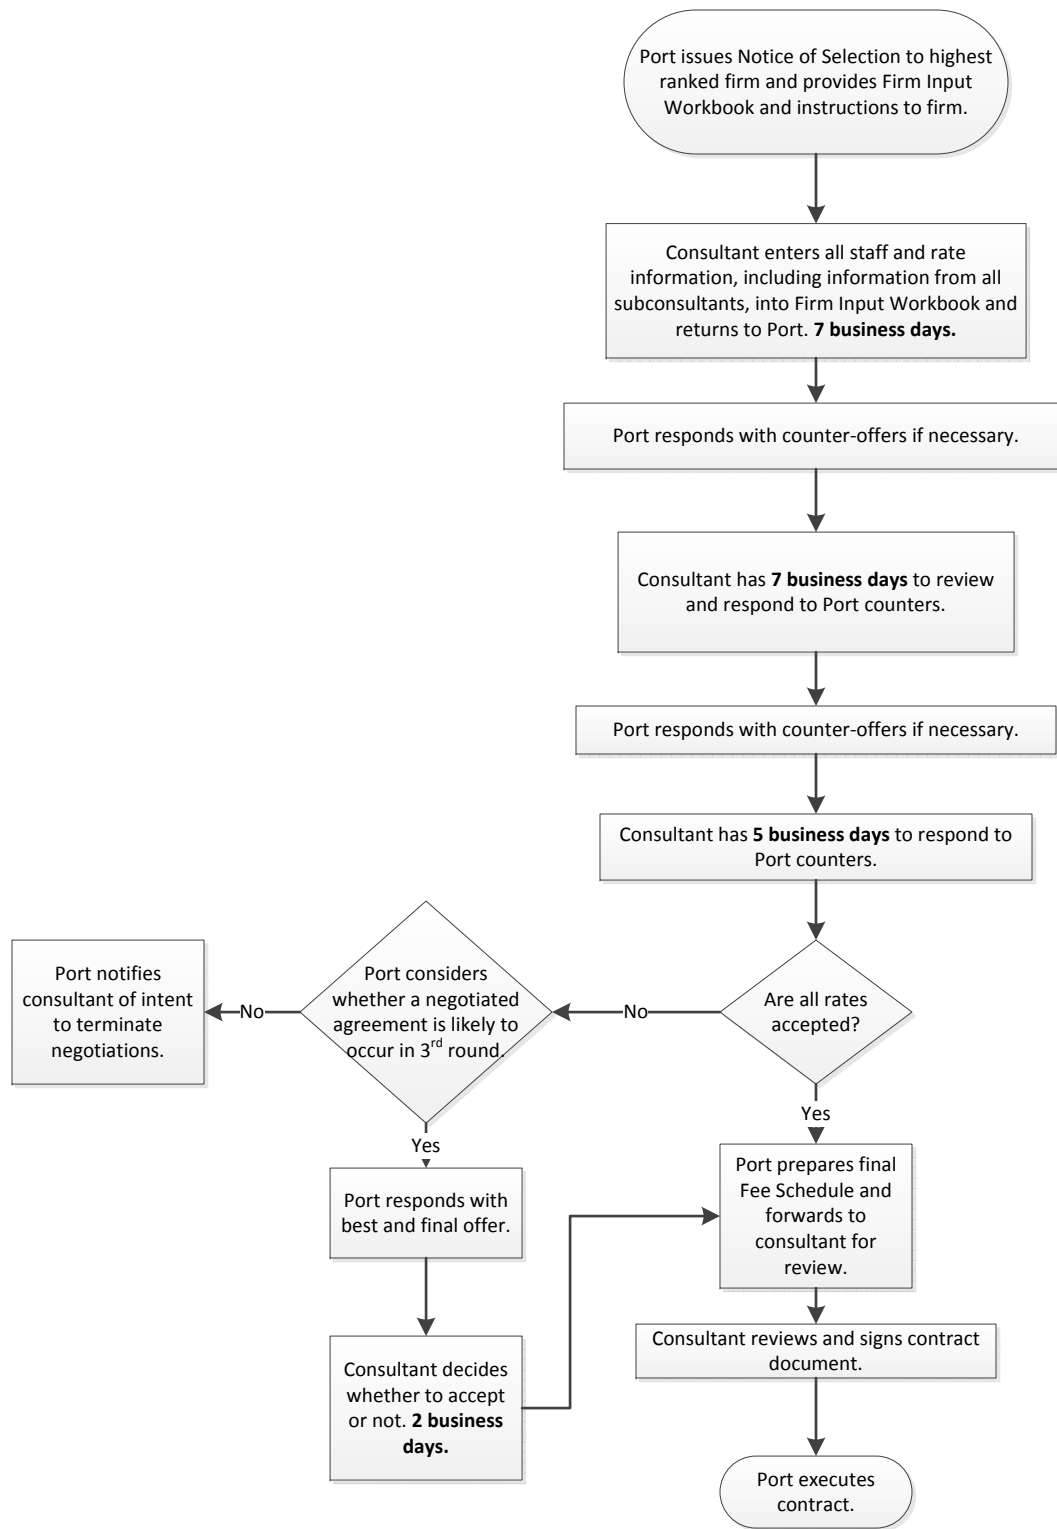 Port issues Notice of Selection to highest
ranked firm and provides Firm Input
Workbook and instructions to firm.
Consultant enters all staff and rate
information, including information from all
subconsultants, into Firm Input Workbook and
returns to Port. 7 business days.
Port responds with counter-offers if necessary.
Consultant has 7 business days to review
and respond to Port counters.
Port responds with counter-offers if necessary.
Consultant has 5 business days to respond to
Port counters.
Are all rates
accepted?
No
Port considers
whether a negotiated
agreement is likely to
occur in 3rd round.
No
Port notifies
consultant of intent
to terminate
negotiations.
Yes
Port responds with
best and final offer.
Consultant decides
whether to accept
or not. 2 business
days.
Yes
Port prepares final
Fee Schedule and
forwards to
consultant for
review.
Consultant reviews and signs contract
document.
Port executes
contract.